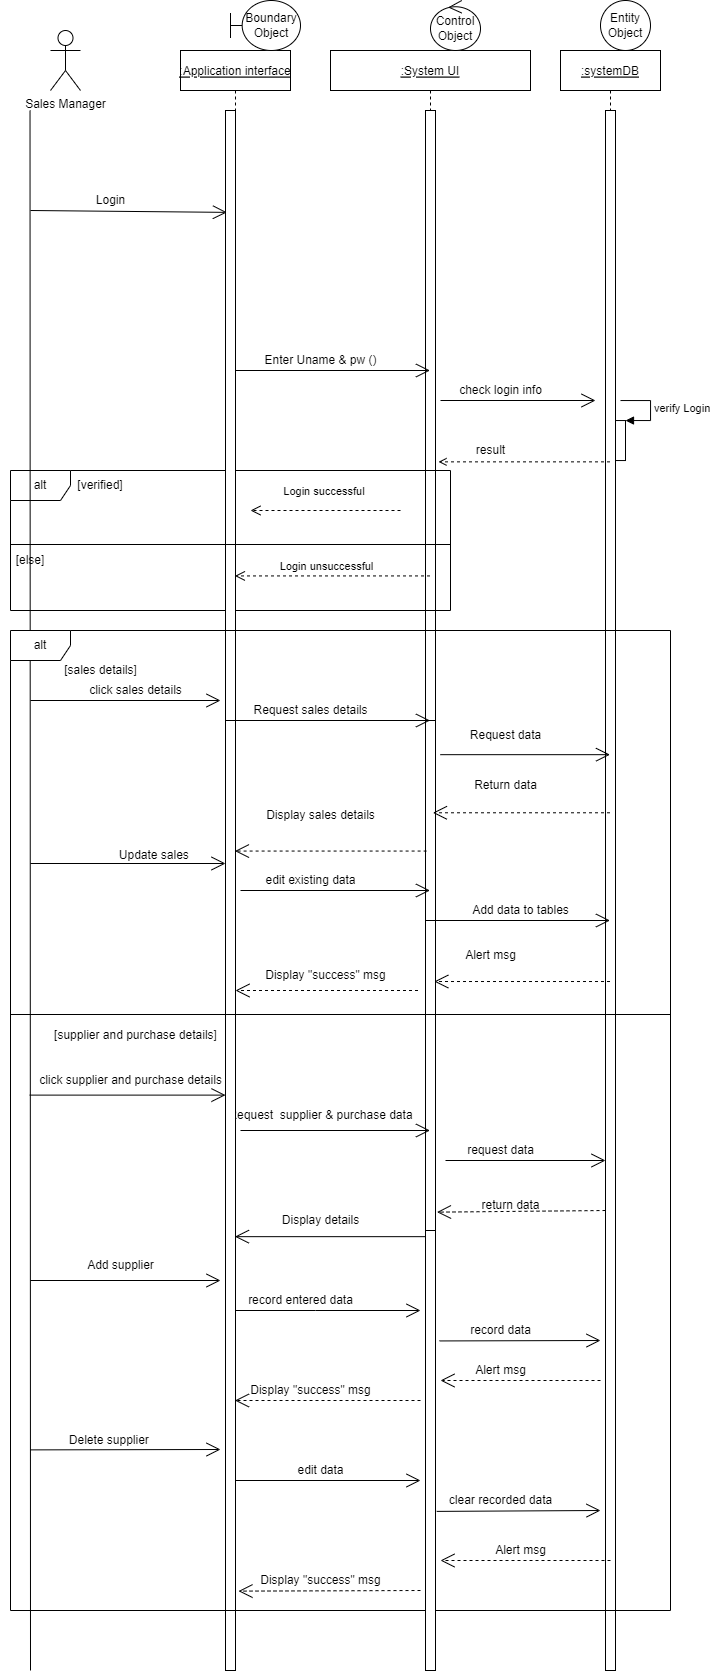 Boundary
Object
Control
Object
Entity
Object
:Application interface
:System UI
:systemDB
Sales Manager
Login
Enter Uname & pw ()
check login info
verify Login
result
alt
[verified]
Login successful
[else]
Login unsuccessful
alt
[sales details]
click sales details
Request sales details
Request data
Return data
Display sales details
Update sales
edit existing data
Add data to tables
Alert msg
Display "success" msg
[supplier and purchase details]
click supplier and purchase details
equest supplier & purchase data
request data
return data
Display details
Add supplier
record entered data
record data
Alert msg
Display "success" msg
Delete supplier
edit data
clear recorded data
Alert msg
Display "success" msg